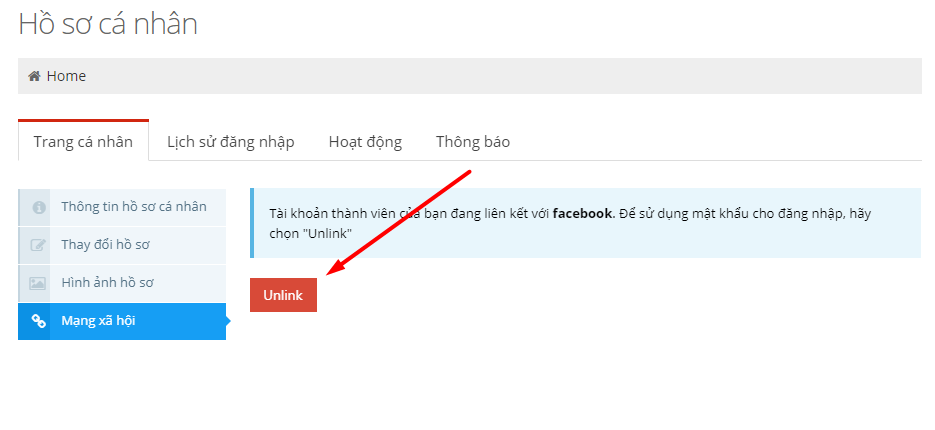 Hồ sơ cá nhân
Home
Trang cá nhân
Lịch sử đăng nhập
Hoạt động
Thông báo
Thông tin hồ sơ cá nhân
Thay đổi hồ sơ
Hình ảnh hồ sơ
Mạng xã hội
Tài khoản thành viên của bạn đang liên kết với facebook. Để sử dụng mật khẩu cho đăng nhập, hãy
chọn "Unlink"
Unlink